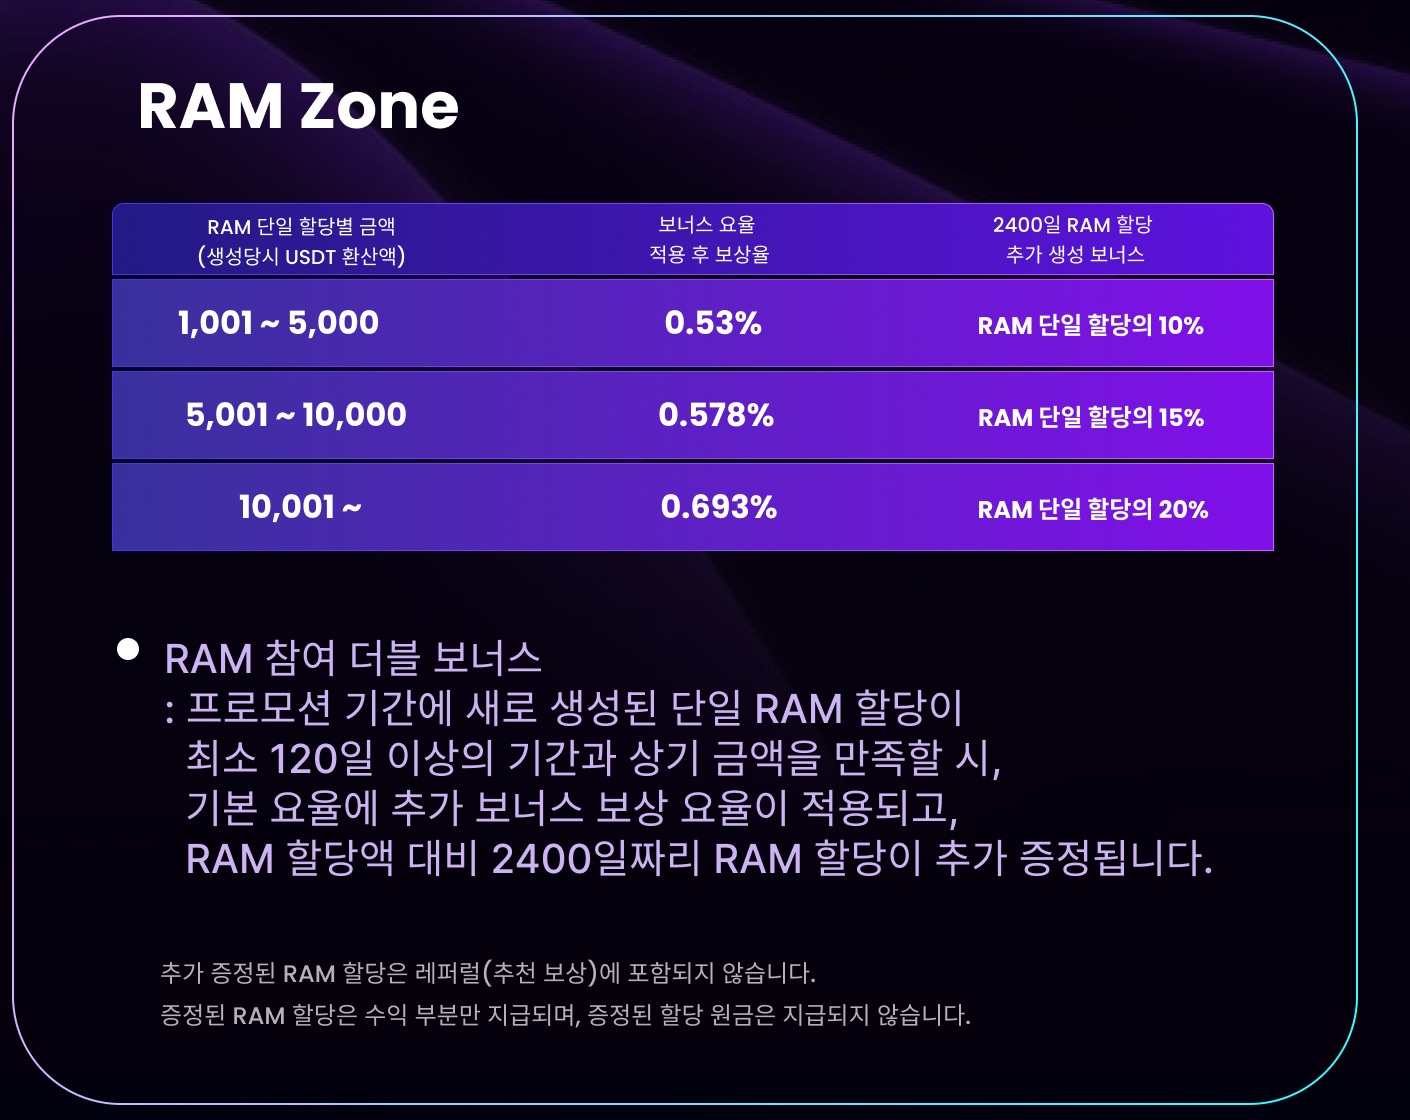 RAM Zone
RAM 단일 할당별 금액
(생성당시 USDT 환산액)
보너스 요율
적용 후 보상율
2400일 RAM 할당
추가 생성 보너스
1,001 ~ 5,000
0.53%
RAM 단일 할당의 10%
5,001 ~ 10,000
0.578%
RAM 단일 할당의 15%
10,001 ~
0.693%
RAM 단일 할당의 20%
RAM 참여 더블 보너스
: 프로모션 기간에 새로 생성된 단일 RAM 할당이
최소 120일 이상의 기간과 상기 금액을 만족할 시,
기본 요율에 추가 보너스 보상 요율이 적용되고,
RAM 할당액 대비 2400일짜리 RAM 할당이 추가 증정됩니다.
추가 증정된 RAM 할당은 레퍼럴(추천 보상)에 포함되지 않습니다.
증정된 RAM 할당은 수익 부분만 지급되며, 증정된 할당 원금은 지급되지 않습니다.